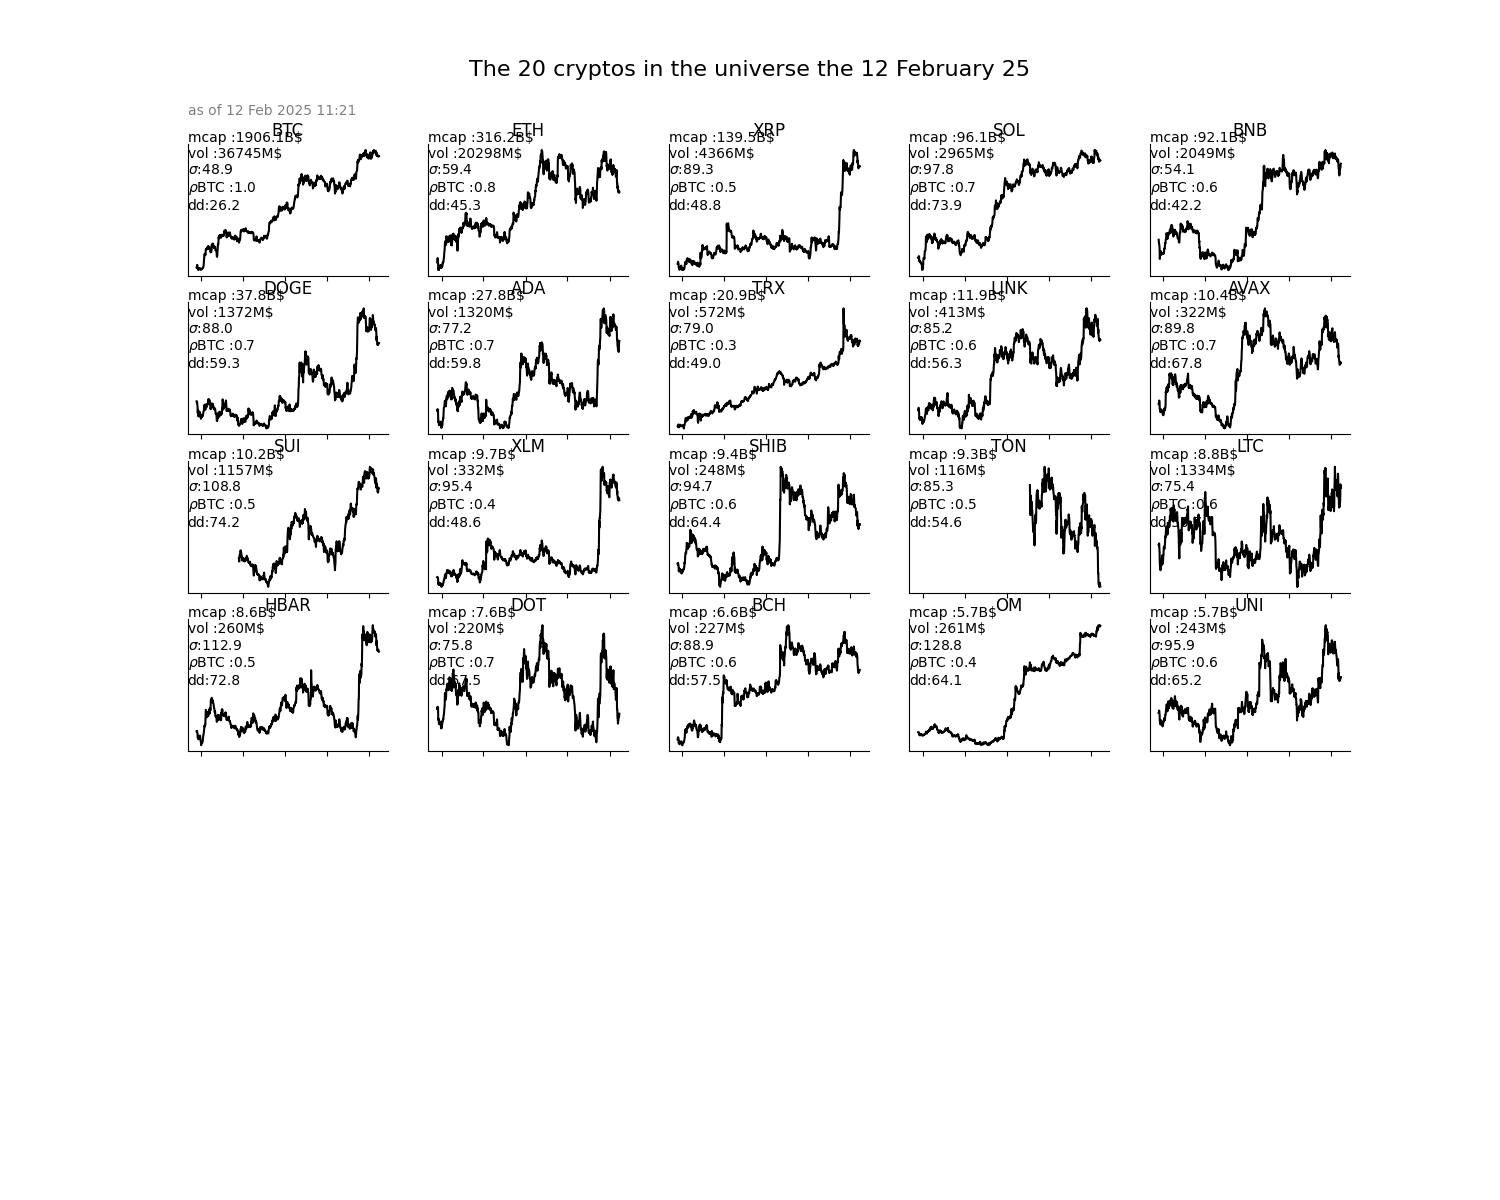 The 20 cryptos in the universe the 12 February 25
as of 12 Feb 2025 11:21
BTC
mcap :1906.1B$
vol :36745M$
σ:48.9
ρBTC :1.0
dd:26.2
ETH
mcap :316.2B$
vol :20298M$
σ:59.4
ρBTC :0.8
dd:45.3
XRP
mcap :139.5B$
vol :4366M$
σ:89.3
ρBTC :0.5
dd:48.8
SOL
mcap :96.1B$
vol :2965M$
σ:97.8
ρBTC :0.7
dd:73.9
BNB
mcap :92.1B$
vol :2049M$
σ:54.1
ρBTC :0.6
dd:42.2
DOGE
mcap :37.8B$
vol :1372M$
σ:88.0
ρBTC :0.7
dd:59.3
ADA
mcap :27.8B$
vol :1320M$
σ:77.2
ρBTC :0.7
dd:59.8
TRX
mcap :20.9B$
vol :572M$
σ:79.0
ρBTC :0.3
dd:49.0
LINK
mcap :11.9B$
vol :413M$
σ:85.2
ρBTC :0.6
dd:56.3
AVAX
mcap :10.4B$
vol :322M$
σ:89.8
ρBTC :0.7
dd:67.8
SUI
mcap :10.2B$
vol :1157M$
σ:108.8
ρBTC :0.5
dd:74.2
XLM
mcap :9.7B$
vol :332M$
σ:95.4
ρBTC :0.4
dd:48.6
SHIB
mcap :9.4B$
vol :248M$
σ:94.7
ρBTC :0.6
dd:64.4
TON
mcap :9.3B$
vol :116M$
σ:85.3
ρBTC :0.5
dd:54.6
LTC
mcap :8.8B$
vol :1334M$
σ:75.4
ρBTC :0.6
HBAR
mcap :8.6B$
vol :260M$
σ:112.9
ρBTC :0.5
dd:72.8
DOT
mcap :7.6B$
vol :220M$
σ:75.8
ρBTC :0.7
dd:67.5
BCH
mcap :6.6B$
vol :227M$
σ:88.9
ρBTC :0.6
dd:57.5
OM
mcap :5.7B$
vol :261M$
σ:128.8
ρBTC :0.4
dd:64.1
UNI
mcap :5.7B$
vol :243M$
σ:95.9
ρBTC :0.6
dd:65.2